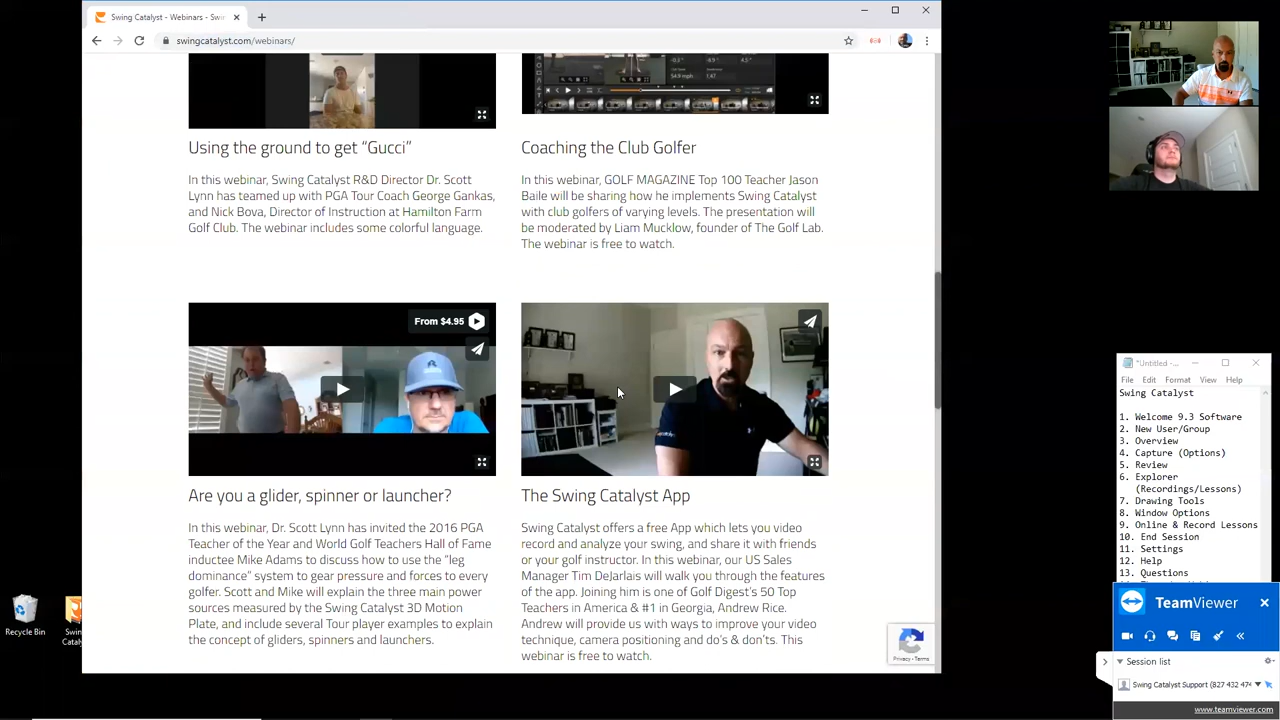 Swing Catalyst - Webinars - Swi
swingcatalyst.com/webinars/
Using the ground to get “Gucci”
In this webinar, Swing Catalyst R&D Director Dr. Scott
Lynn has teamed up with PGA Tour Coach George Gankas,
and Nick Bova, Director of Instruction at Hamilton Farm
Golf Club. The webinar includes some colorful language.
Coaching the Club Golfer
In this webinar, GOLF MAGAZINE Top 100 Teacher Jason
Baile will be sharing how he implements Swing Catalyst
with club golfers of varying levels. The presentation will
be moderated by Liam Mucklow, founder of The Golf Lab.
The webinar is free to watch.
From $4.95
Are you a glider, spinner or launcher?
In this webinar, Dr. Scott Lynn has invited the 2016 PGA
Teacher of the Year and World Golf Teachers Hall of Fame
inductee Mike Adams to discuss how to use the “leg
dominance” system to gear pressure and forces to every
golfer. Scott and Mike will explain the three main power
sources measured by the Swing Catalyst 3D Motion
Plate, and include several Tour player examples to explain
the concept of gliders, spinners and launchers.
The Swing Catalyst App
Swing Catalyst offers a free App which lets you video
record and analyze your swing, and share it with friends
or your golf instructor. In this webinar, our US Sales
Manager Tim DeJarlais will walk you through the features
of the app. Joining him is one of Golf Digest's 50 Top
Teachers in America & #1 in Georgia, Andrew Rice.
Andrew will provide us with ways to improve your video
technique, camera positioning and do's & don'ts. This
webinar is free to watch.
Privacy - Terms
Recycle Bin
Swing
Cataly
*Untitled -...
File Edit Format View Help
Swing Catalyst
1. Welcome 9.3 Software
2. New User/Group
3. Overview
4. Capture (Options)
5. Review
6. Explorer
(Recordings/Lessons)
7. Drawing Tools
8. Window Options
9. Online & Record Lessons
10. End Session
11. Settings
12. Help
13. Questions
TeamViewer
Session list
Swing Catalyst Support (827 432 474
www.teamviewer.com